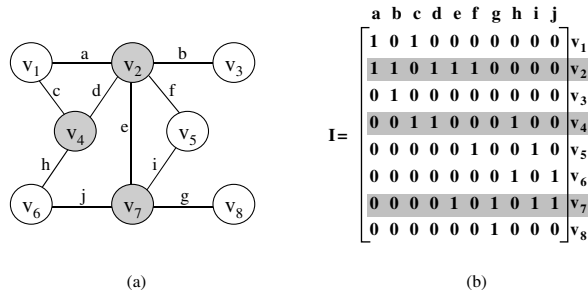 a b
v1 v2 v3
c d f
v4 e v5
h i
j g
v6 v7 v8
(a)
a b c d e f g h i j
1 0 1 0 0 0 0 0 0 0 v1
1 1 0 1 1 1 0 0 0 0 v2
0 1 0 0 0 0 0 0 0 0 v3
0 0 1 1 0 0 0 1 0 0 v4
I = 0 0 0 0 0 1 0 0 1 0 v5
0 0 0 0 0 0 0 1 0 1 v6
0 0 0 0 1 0 1 0 1 1 v7
0 0 0 0 0 0 1 0 0 0 v8
(b)